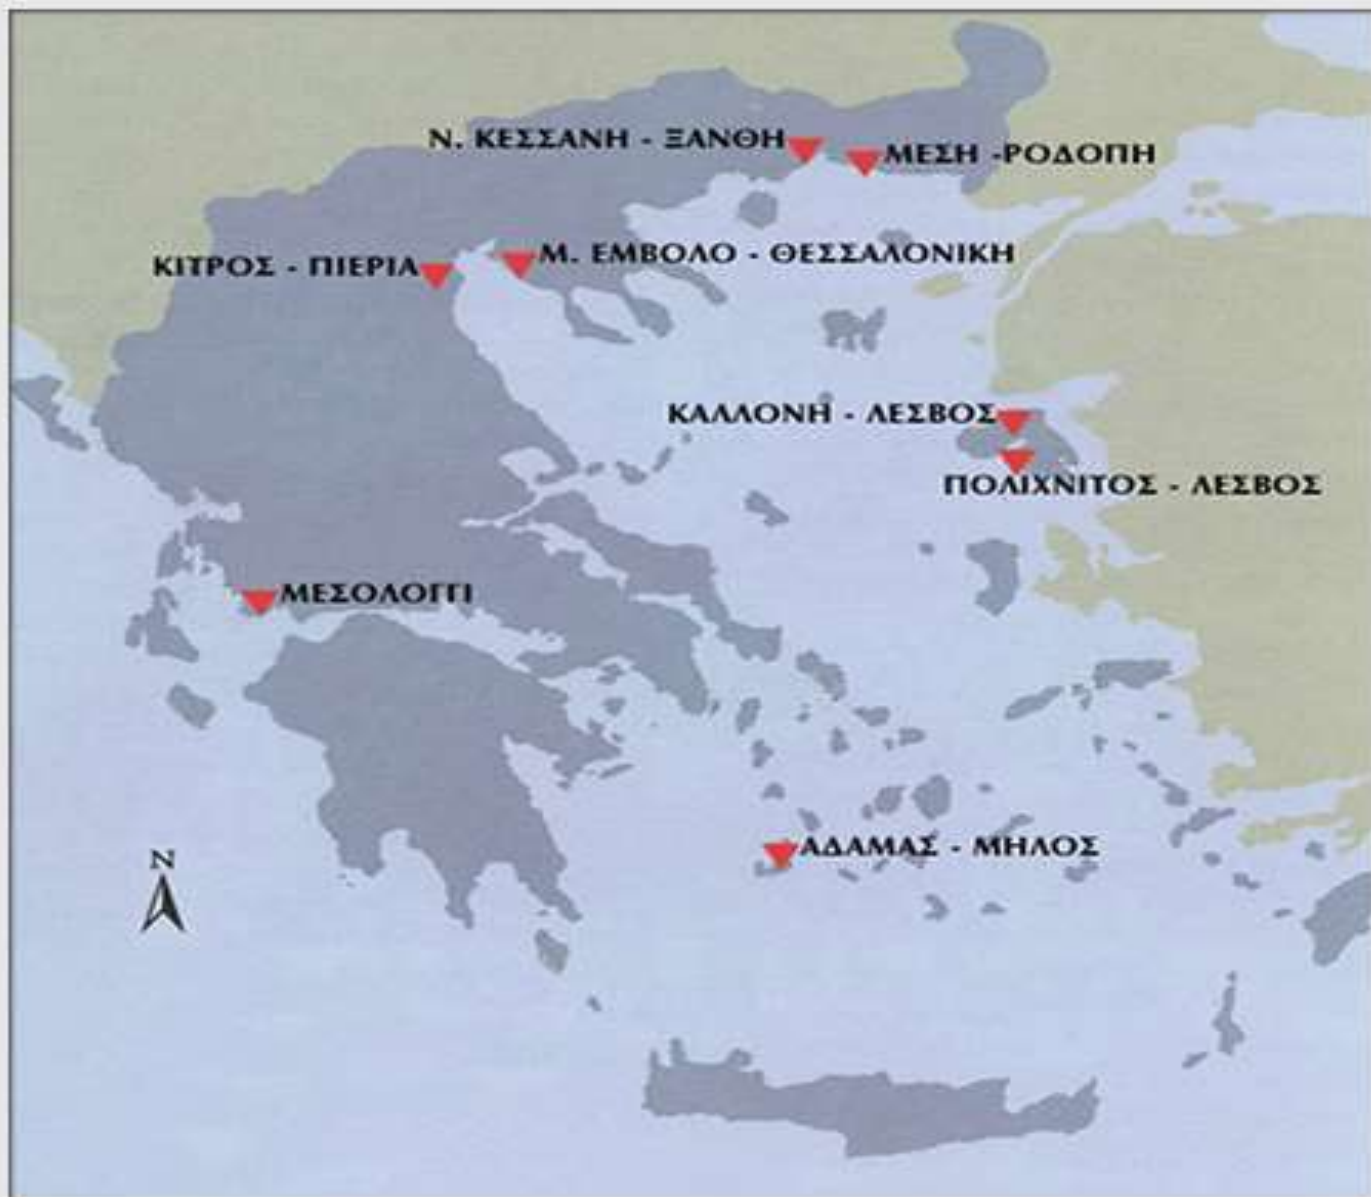 Ν. ΚΕΣΣΑΝΗ - ΞΑΝΘΗ
ΜΕΣΗ -ΡΟΔΟΠΗ
Μ. ΕΜΒΟΛΟ - ΘΕΣΣΑΛΟΝΙΚΗ
ΚΙΤΡΟΣ - ΠΙΕΡΙΑ
ΚΑΛΛΟΝΗ - ΛΕΣΒΟΣ
ΠΟΛΙΧΝΙΤΟΣ - ΛΕΣΒΟΣ
ΜΕΣΟΛΟΓΓΙ
ΑΔΑΜΑΣ - ΜΗΛΟΣ
N